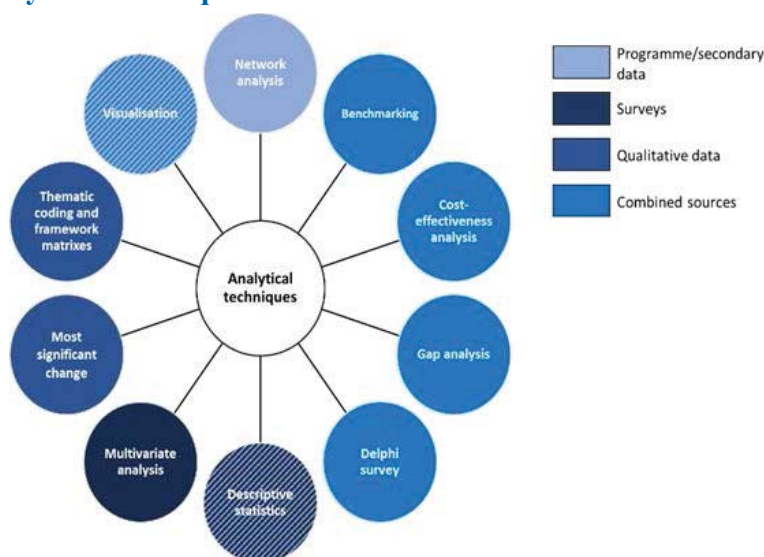 Network
analysis
Benchmarking
Cost-
effectiveness
analysis
Gap analysis
Delphi
survey
Descriptive
statistics
Multivariate
analysis
Most
significant
change
Thematic
coding and
framework
matrixes
Visualisation
Analytical
techniques
Programme/secondary
data
Surveys
Qualitative data
Combined sources